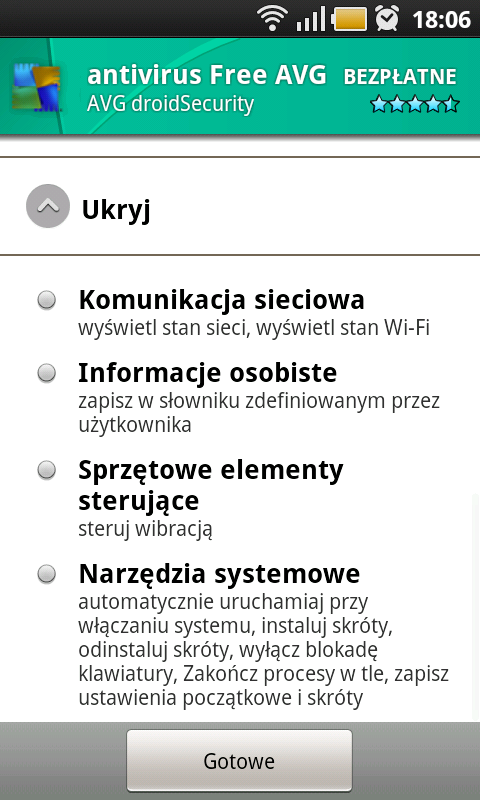 18:06
antivirus Free AVG BEZPŁATNE
AVG droidSecurity
Ukryj
Komunikacja sieciowa
wyświetl stan sieci, wyświetl stan Wi-Fi
Informacje osobiste
zapisz w słowniku zdefiniowanym przez
użytkownika
Sprzętowe elementy
sterujące
steruj wibracją
Narzędzia systemowe
automatycznie uruchamiaj przy
włączaniu systemu, instaluj skróty,
odinstaluj skróty, wyłącz blokadę
klawiatury, Zakończ procesy w tle, zapisz
ustawienia początkowe i skróty
Gotowe